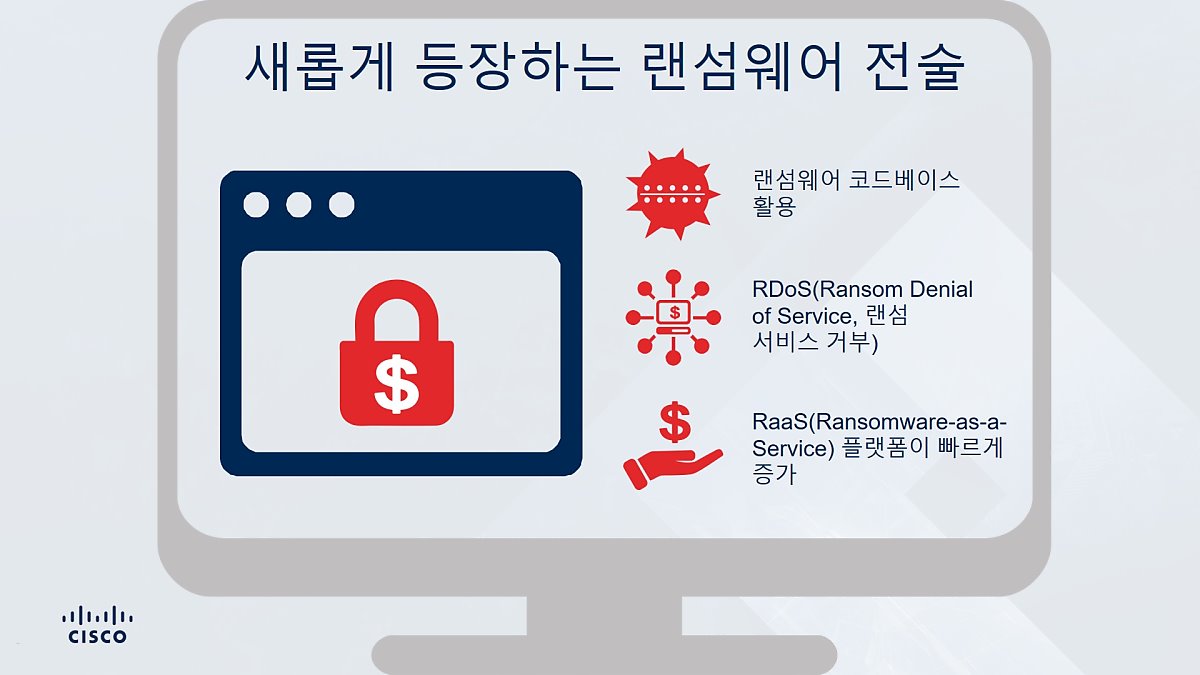 새롭게 등장하는 랜섬웨어 전술
랜섬웨어 코드베이스
활용
$
RDoS(Ransom Denial
of Service, 랜섬
서비스 거부)
$
$
RaaS(Ransomware-as-a-
Service) 플랫폼이 빠르게
증가
CISCO